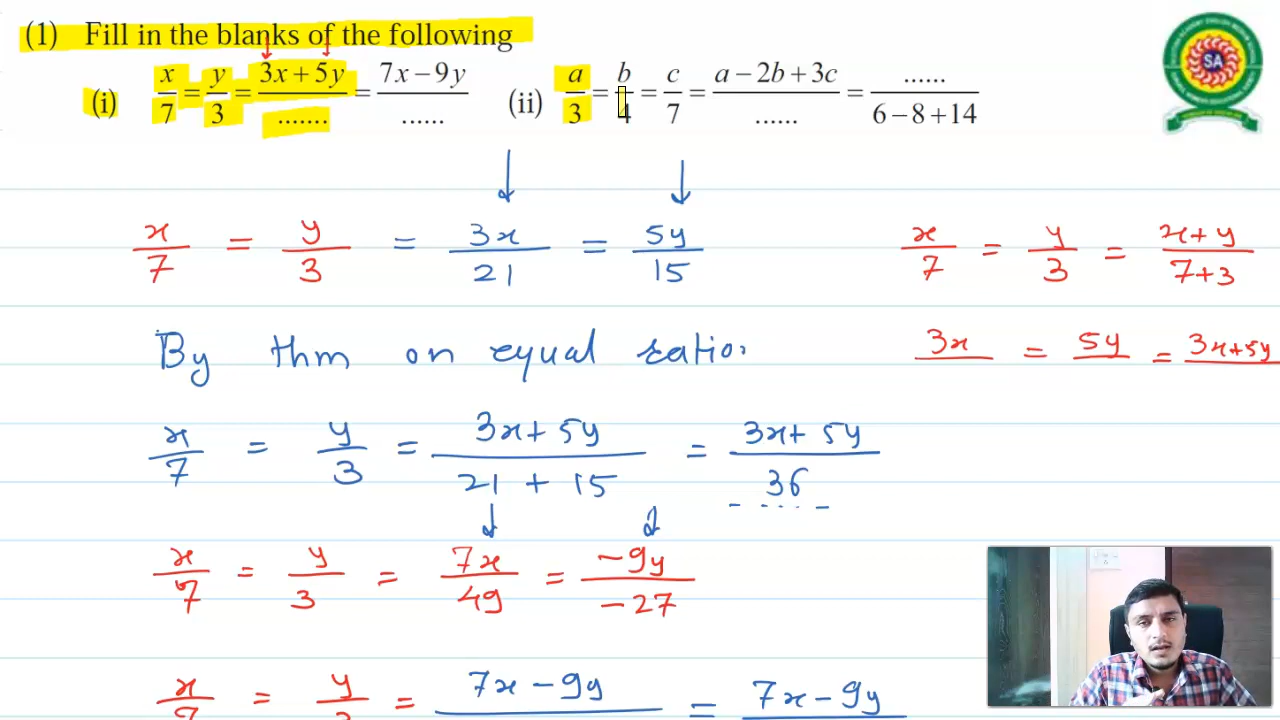 (1) Fill in the blanks of the following
(i) x/7 = y/3 = 3x + 5y/....... = 7x − 9y/...... (ii) a/3 = b/4 = c/7 = a − 2b + 3c/...... = ....../6 − 8 + 14
SA
x/7 = y/3 = 3x/21 = 5y/15
x/7 = y/3 = x+y/7+3
By thm on equal ratio.
3x/ = 5y/ = 3x+5y/
x/7 = y/3 = 3x + 5y/21 + 15 = 3x + 5y/36
x/7 = y/3 = 7x/49 = -9y/-27
x/7 = y/3 = 7x - 9y/ = 7x - 9y/